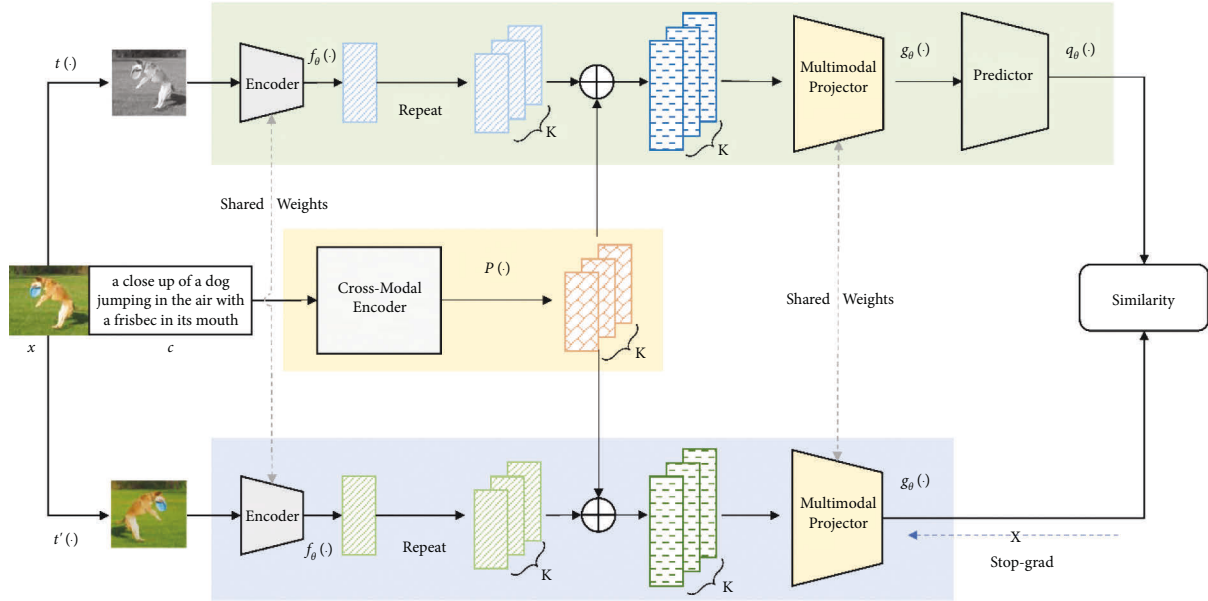 t (·)
Encoder
f_θ (·)
Repeat
K
K
Multimodal
Projector
g_θ (·)
Predictor
q_θ (·)
Shared Weights
a close up of a dog
jumping in the air with
a frisbec in its mouth
x
c
Cross-Modal
Encoder
P (·)
K
Shared Weights
Similarity
t′ (·)
Encoder
f_θ (·)
Repeat
K
K
Multimodal
Projector
g_θ (·)
X
Stop-grad